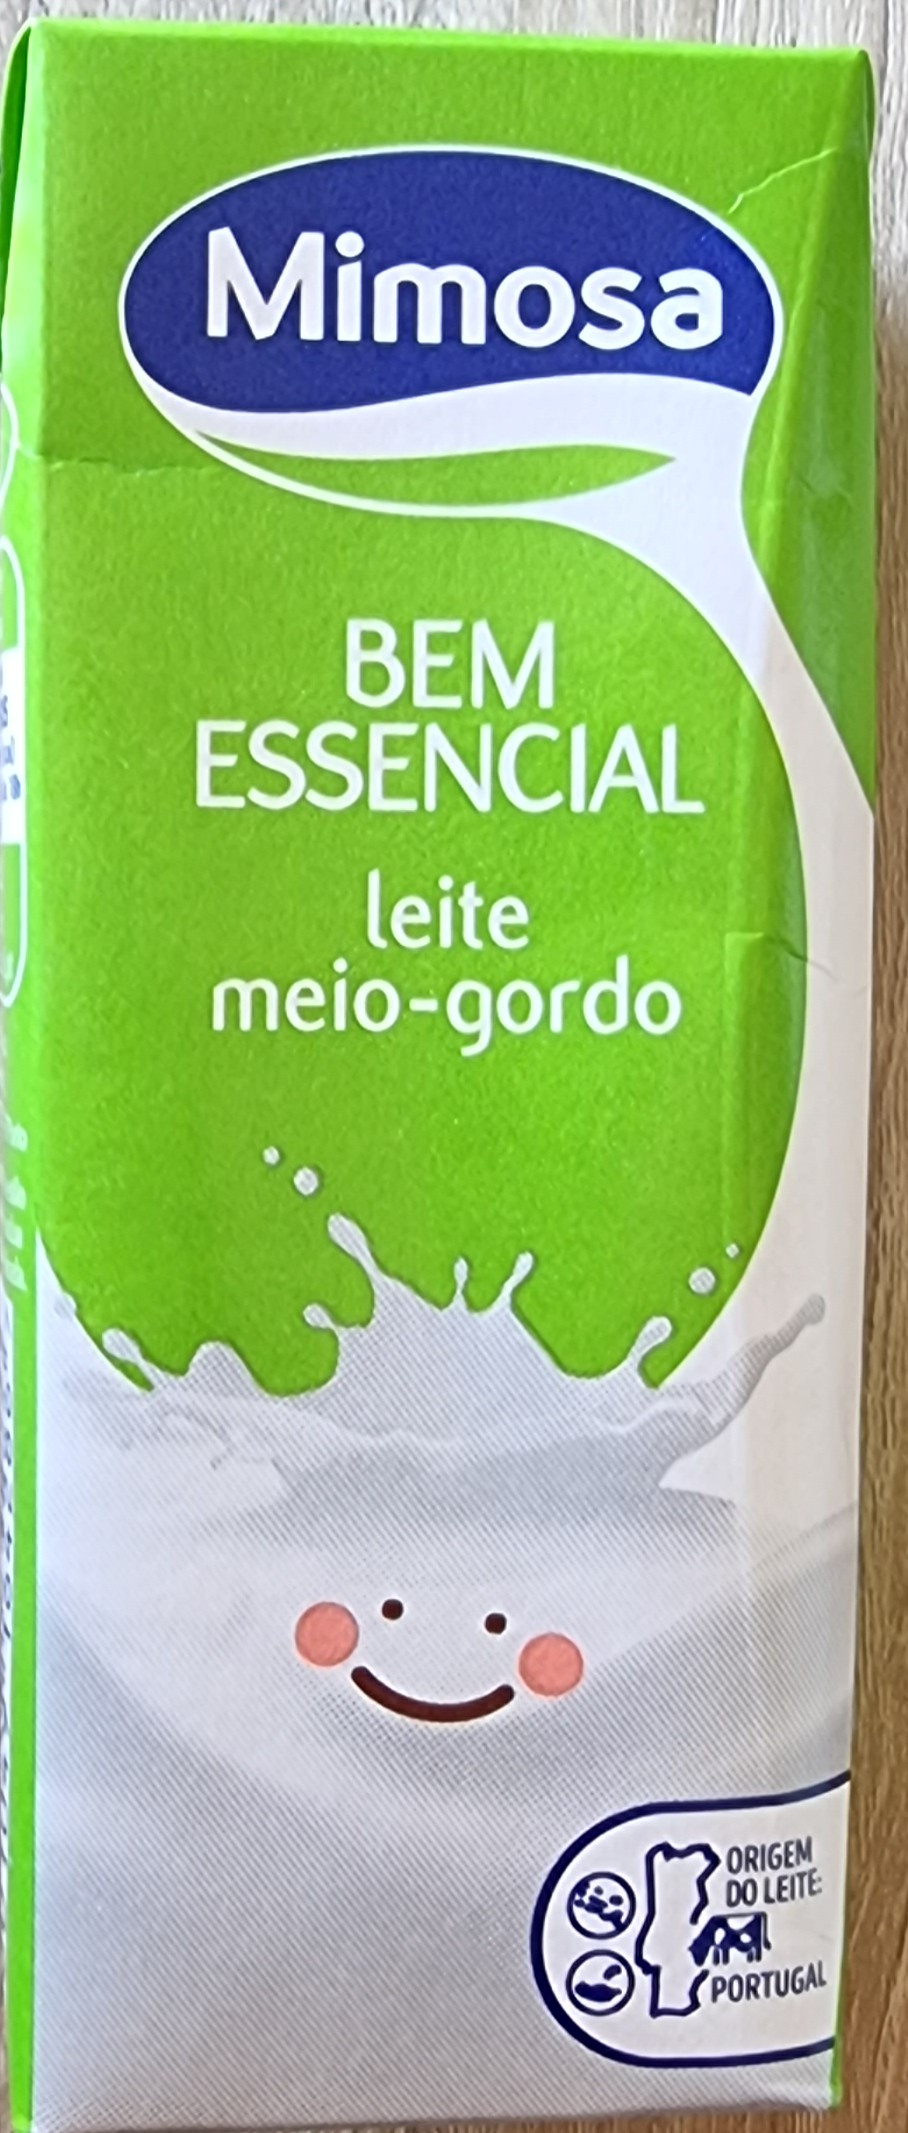 Mimosa
BEM
ESSENCIAL
leite
meio-gordo
ORIGEM
DO LEITE:
PORTUGAL